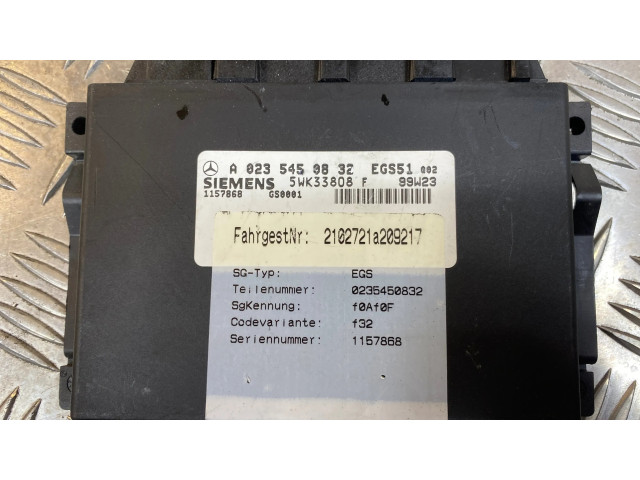 A 023 545 08 32 EGS51 002
SIEMENS 5WK33808 F 99W23
1157868 GS0001
FahrgestNr: 2102721a209217
SG-Typ: EGS
Teilenummer: 0235450832
SgKennung: f0Af0F
Codevariante: f32
Seriennummer: 1157868